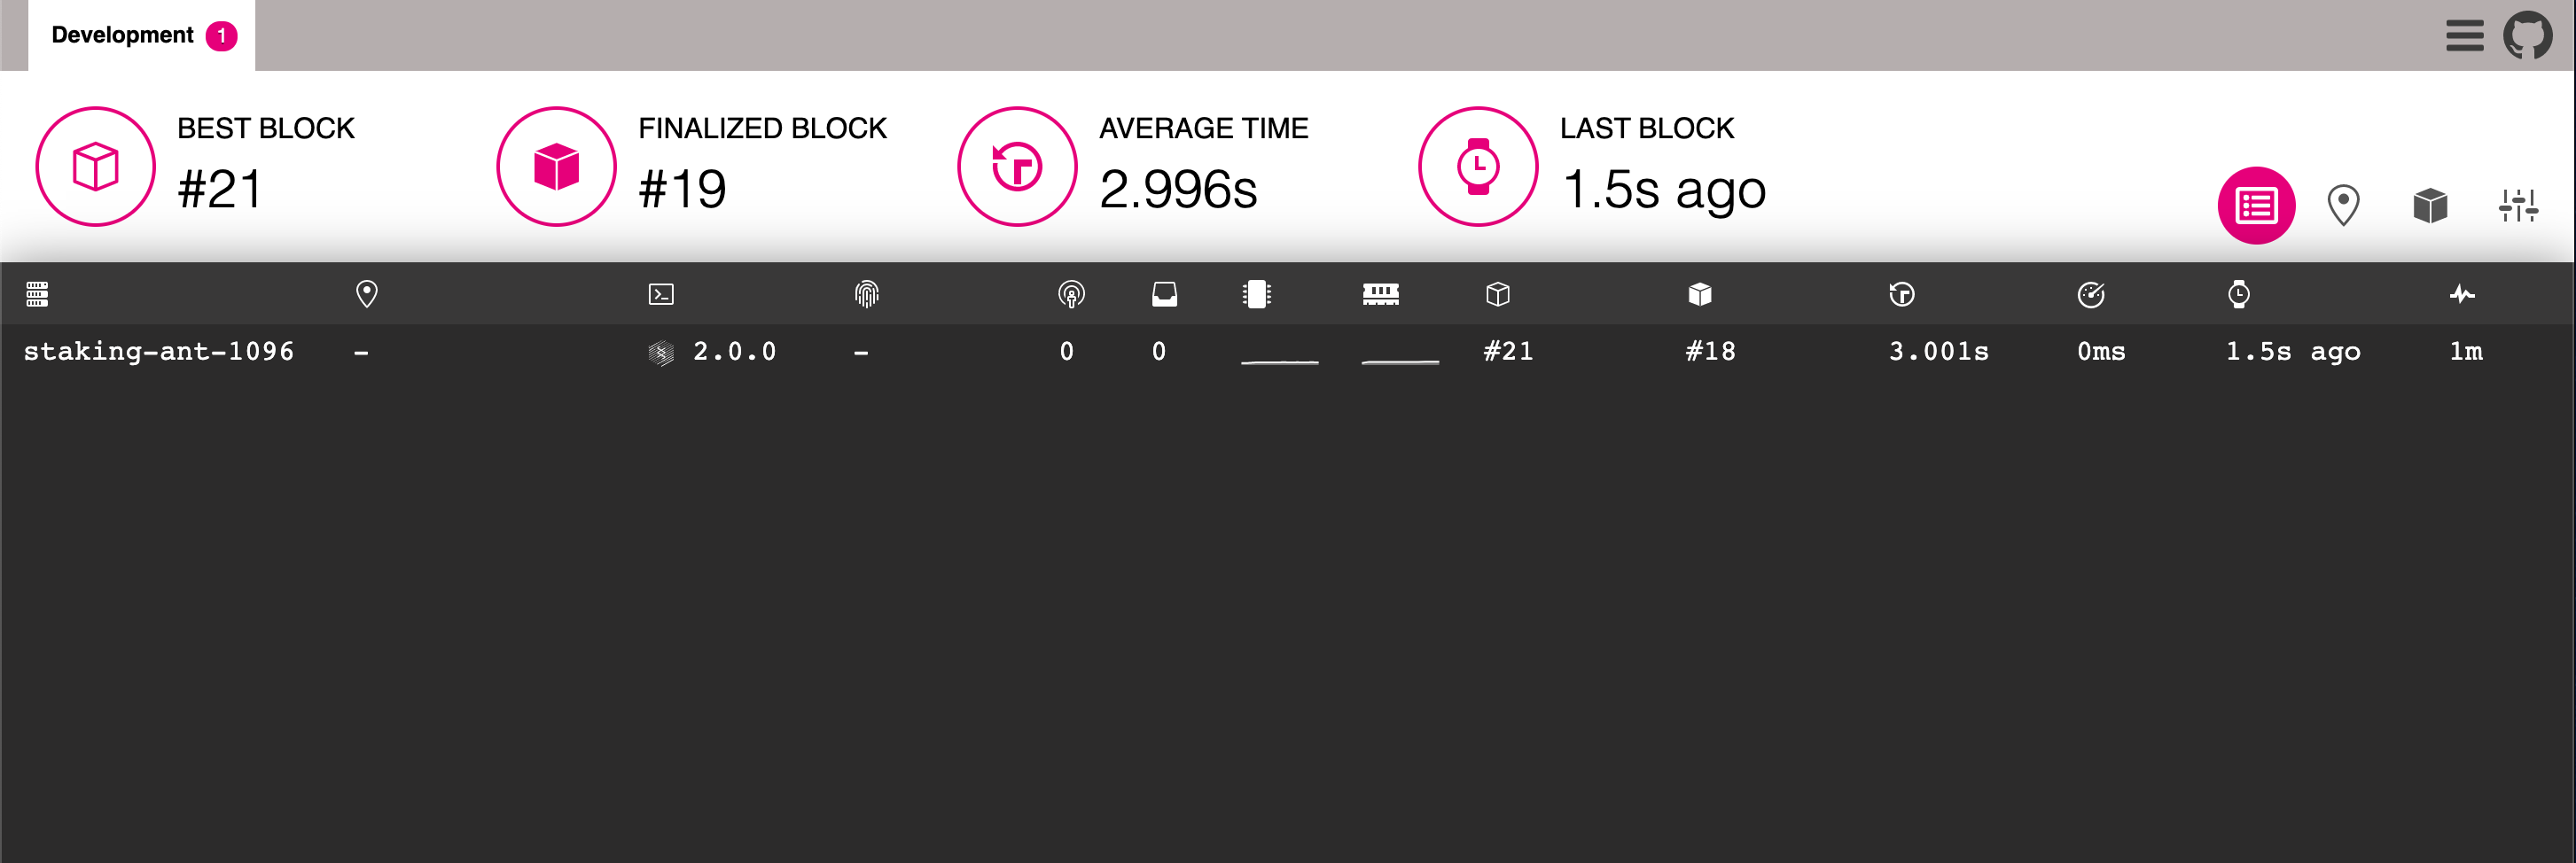 Development 1
BEST BLOCK
#21
FINALIZED BLOCK
#19
AVERAGE TIME
2.996s
LAST BLOCK
1.5s ago
staking-ant-1096 – 2.0.0 – 0 0 #21 #18 3.001s 0ms 1.5s ago 1m